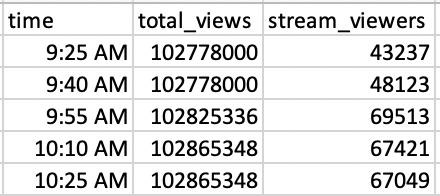 time total_views stream_viewers
9:25 AM 102778000 43237
9:40 AM 102778000 48123
9:55 AM 102825336 69513
10:10 AM 102865348 67421
10:25 AM 102865348 67049